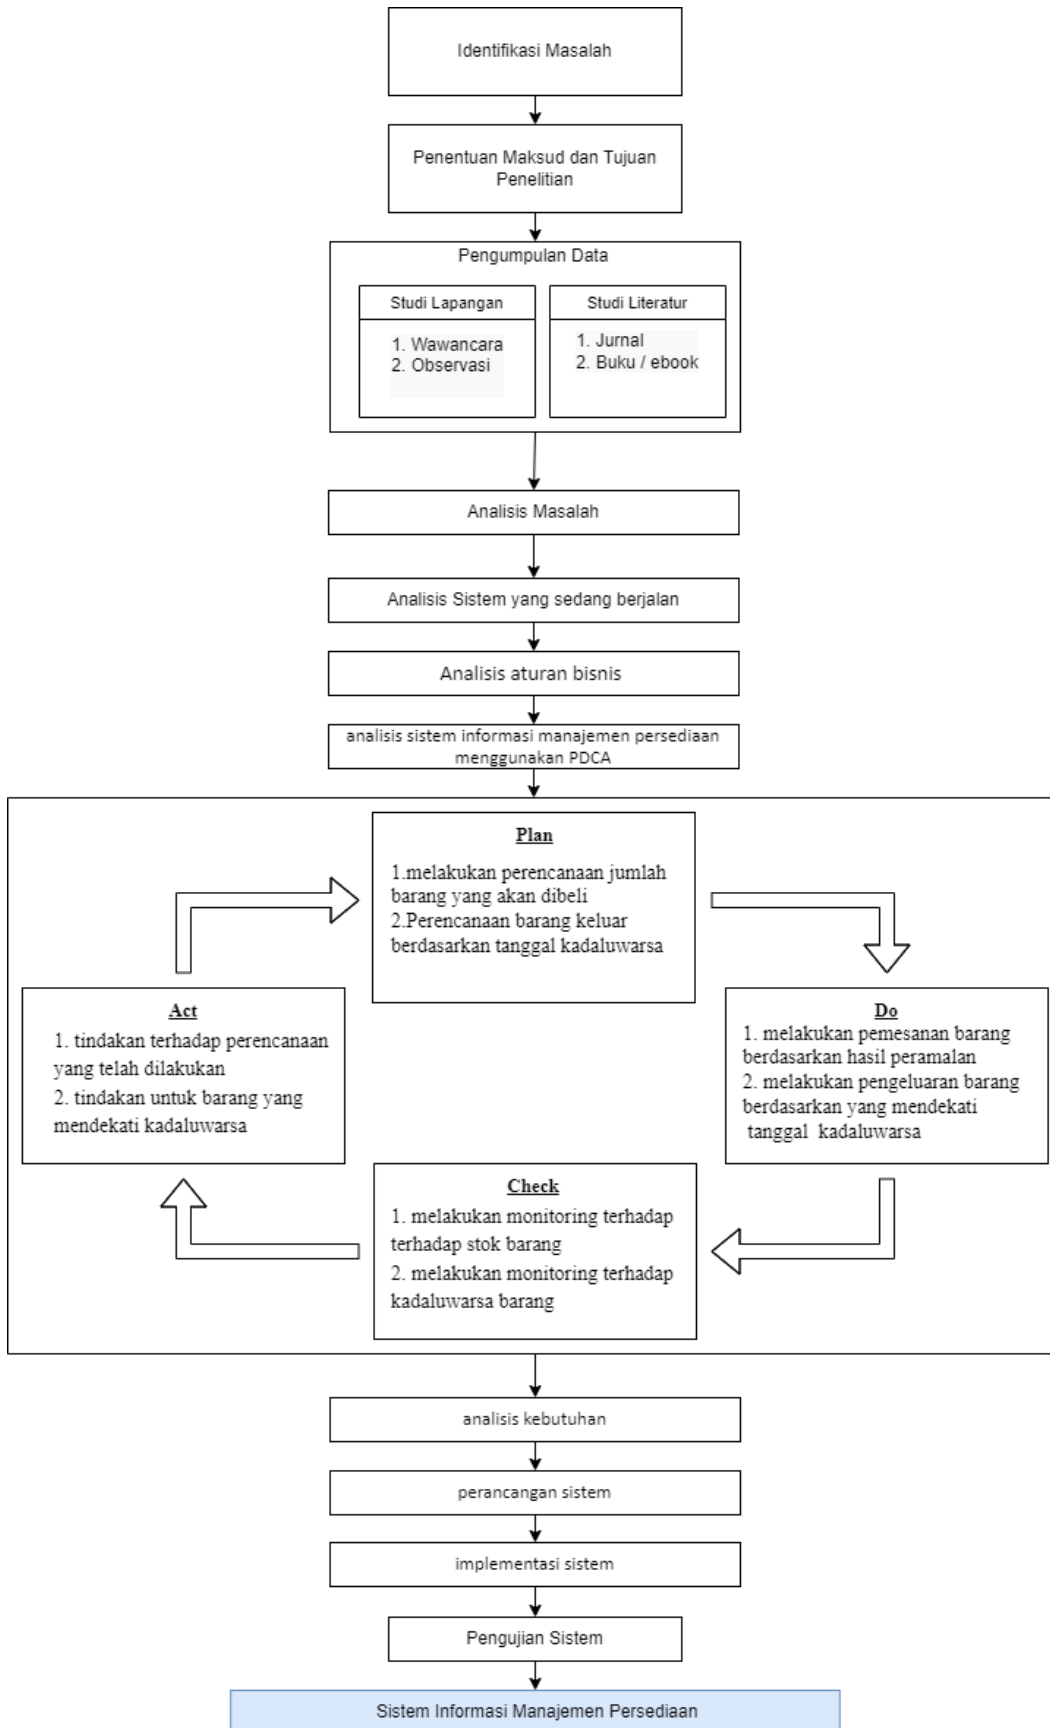 Identifikasi Masalah
Penentuan Maksud dan Tujuan
Penelitian
Pengumpulan Data
Studi Lapangan
1. Wawancara
2. Observasi
Studi Literatur
1. Jurnal
2. Buku / ebook
Analisis Masalah
Analisis Sistem yang sedang berjalan
Analisis aturan bisnis
analisis sistem informasi manajemen persediaan
menggunakan PDCA
Plan
1.melakukan perencanaan jumlah
barang yang akan dibeli
2.Perencanaan barang keluar
berdasarkan tanggal kadaluwarsa
Do
1. melakukan pemesanan barang
berdasarkan hasil peramalan
2. melakukan pengeluaran barang
berdasarkan yang mendekati
tanggal kadaluwarsa
Check
1. melakukan monitoring terhadap
terhadap stok barang
2. melakukan monitoring terhadap
kadaluwarsa barang
Act
1. tindakan terhadap perencanaan
yang telah dilakukan
2. tindakan untuk barang yang
mendekati kadaluwarsa
analisis kebutuhan
perancangan sistem
implementasi sistem
Pengujian Sistem
Sistem Informasi Manajemen Persediaan